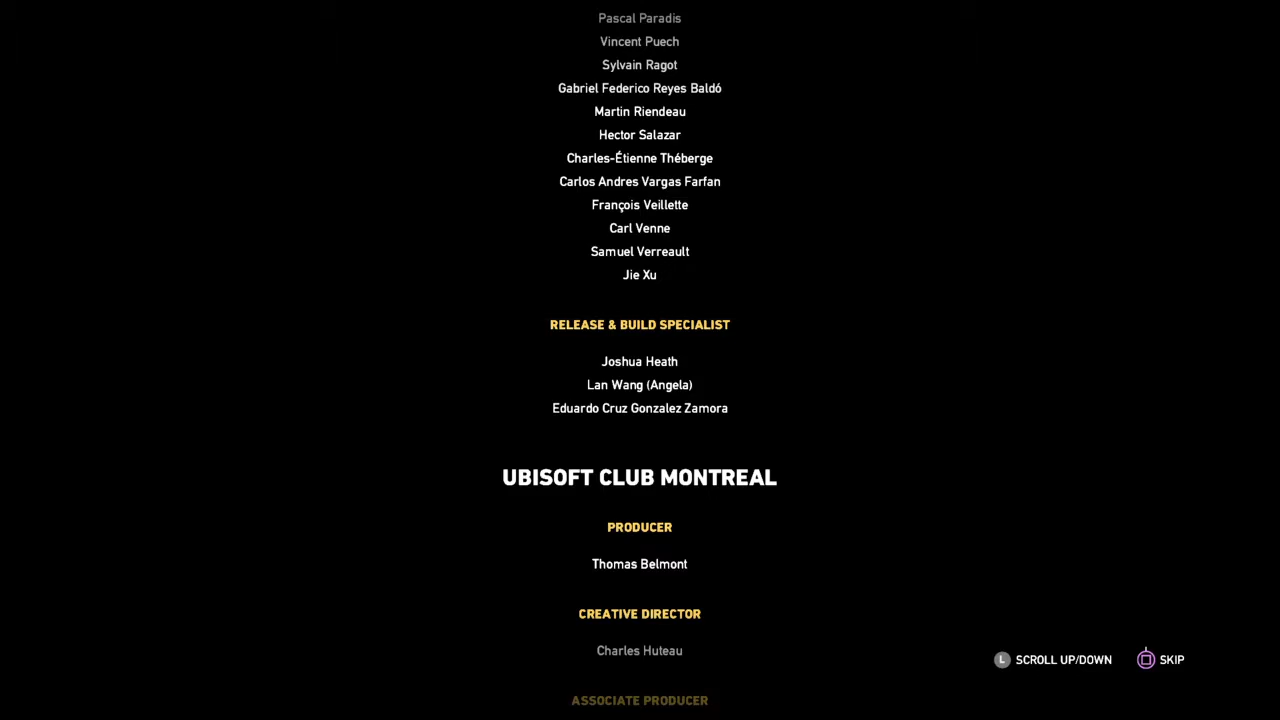 Pascal Paradis
Vincent Puech
Sylvain Ragot
Gabriel Federico Reyes Baldó
Martin Riendeau
Hector Salazar
Charles-Étienne Théberge
Carlos Andres Vargas Farfan
François Veillette
Carl Venne
Samuel Verreault
Jie Xu
RELEASE & BUILD SPECIALIST
Joshua Heath
Lan Wang (Angela)
Eduardo Cruz Gonzalez Zamora
UBISOFT CLUB MONTREAL
PRODUCER
Thomas Belmont
CREATIVE DIRECTOR
Charles Huteau
L SCROLL UP/DOWN SKIP
ASSOCIATE PRODUCER